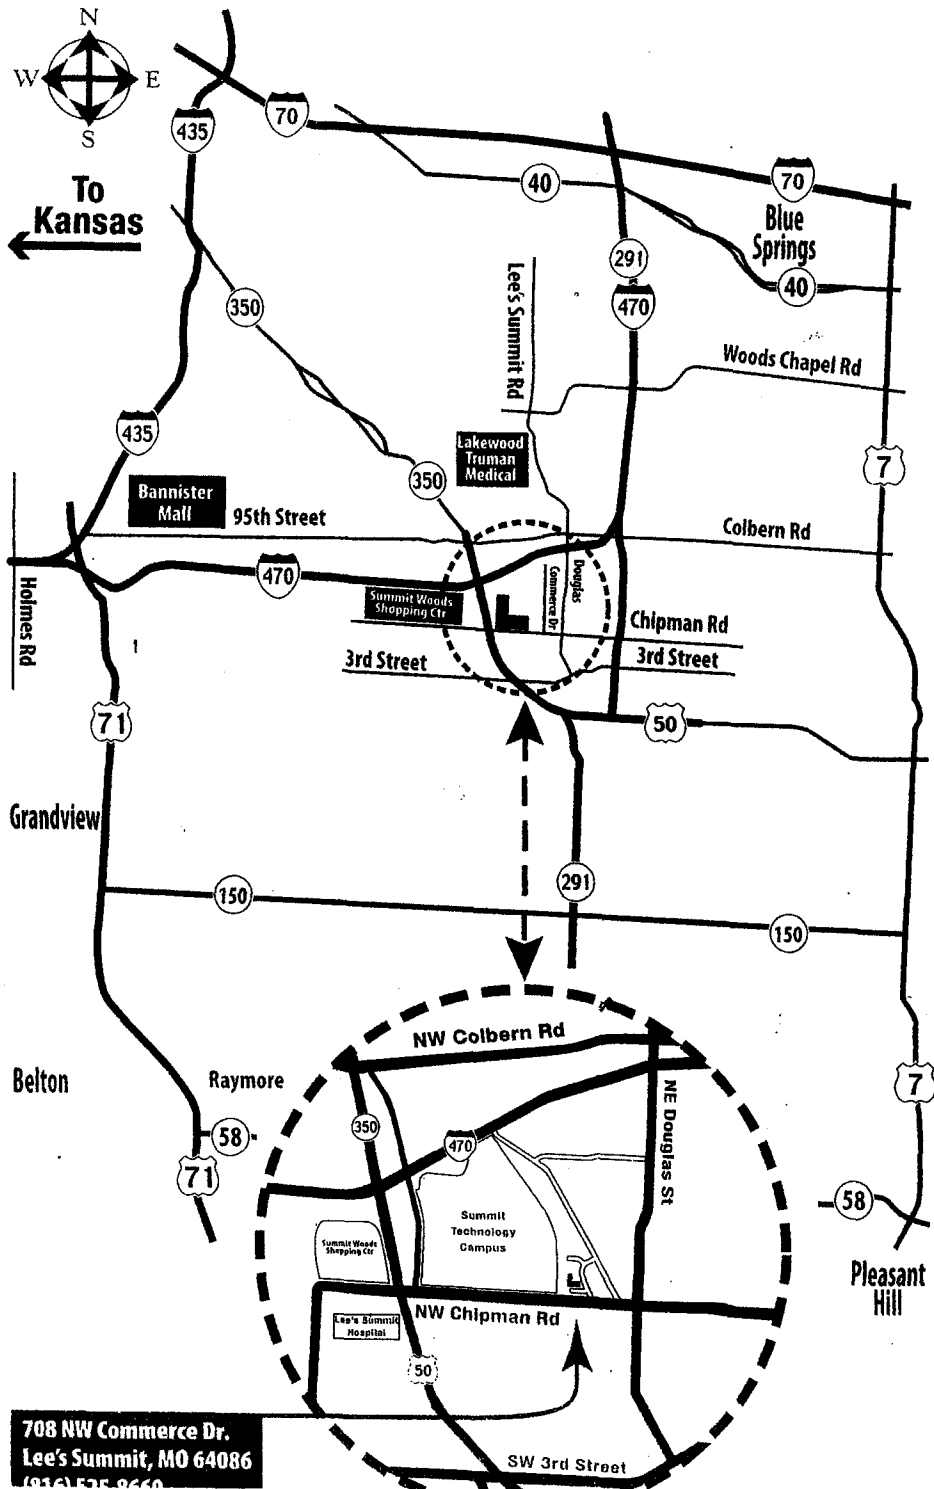 N
W E
S
To
Kansas
435
70
40
70
Blue
Springs
291
470
40
350
Lee's Summit Rd
Woods Chapel Rd
435
Lakewood
Truman
Medical
350
7
Bannister
Mall
95th Street
Colbern Rd
470
Holmes Rd
Summit Woods
Shopping Ctr
Commerce Dr
Douglas
Chipman Rd
3rd Street
3rd Street
71
50
Grandview
291
150
150
Belton
Raymore
58
71
7
58
Pleasant
Hill
NW Colbern Rd
350
470
NE Douglas St
Summit
Technology
Campus
Summit Woods
Shopping Ctr
NW Chipman Rd
Lee's Summit
Hospital
50
SW 3rd Street
708 NW Commerce Dr.
Lee's Summit, MO 64086
(816) 525-8660